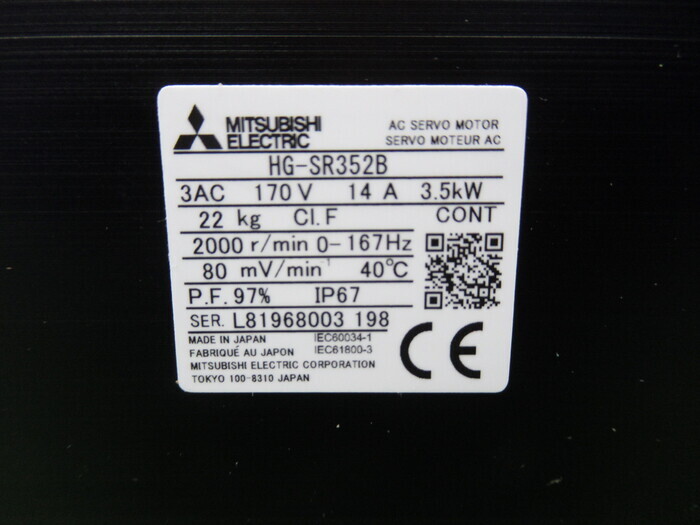 MITSUBISHI ELECTRIC
AC SERVO MOTOR
SERVO MOTEUR AC
HG-SR352B
3AC 170 V 14 A 3.5kW
22 kg Cl.F CONT
2000 r/min 0-167Hz
80 mV/min⁻¹ 40℃
P.F. 97% IP67
SER. L81968003 198
MADE IN JAPAN IEC60034-1
FABRIQUÉ AU JAPON IEC61800-3
MITSUBISHI ELECTRIC CORPORATION
TOKYO 100-8310 JAPAN
CE